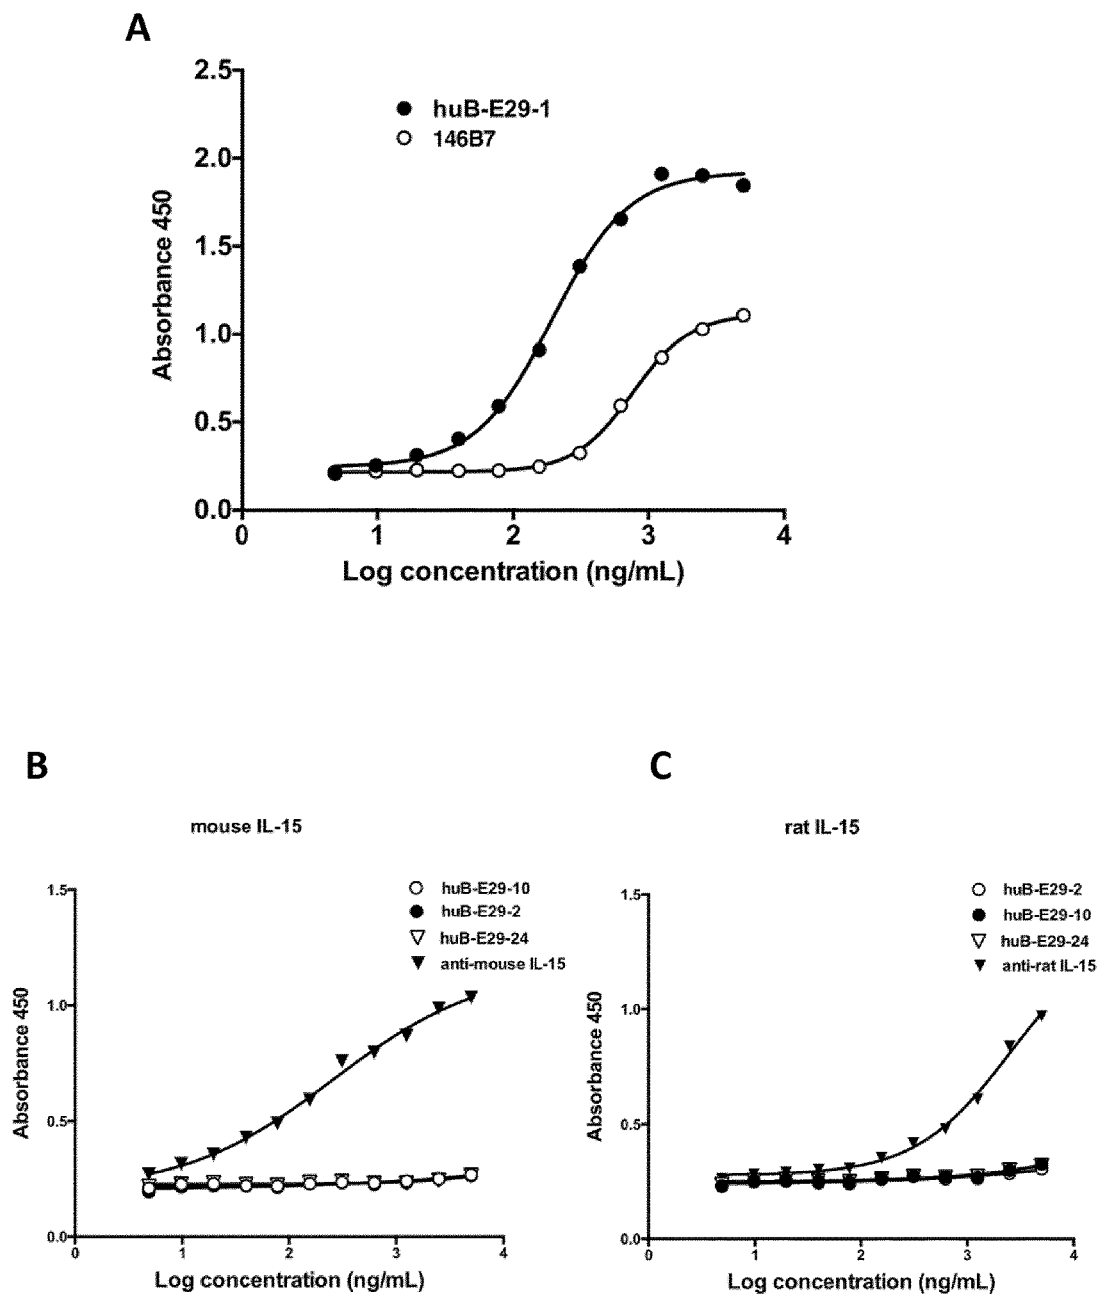 A
2.5
huB-E29-1
146B7
2.0
1.5
1.0
0.5
0.0
Absorbance 450
0 1 2 3 4
Log concentration (ng/mL)
B
mouse IL-15
huB-E29-10
huB-E29-2
huB-E29-24
anti-mouse IL-15
1.5
1.0
0.5
0.0
Absorbance 450
0 1 2 3 4
Log concentration (ng/mL)
C
rat IL-15
huB-E29-2
huB-E29-10
huB-E29-24
anti-rat IL-15
1.5
1.0
0.5
0.0
Absorbance 450
0 1 2 3 4
Log concentration (ng/mL)